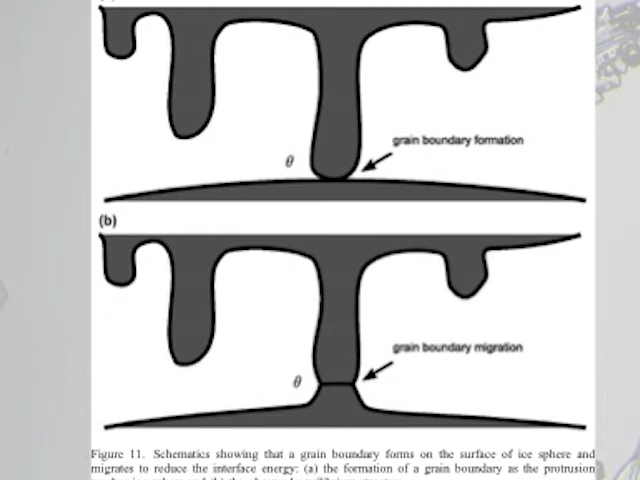 θ
grain boundary formation
(b)
grain boundary migration
θ
Figure 11. Schematics showing that a grain boundary forms on the surface of ice sphere and
migrates to reduce the interface energy: (a) the formation of a grain boundary as the protrusion